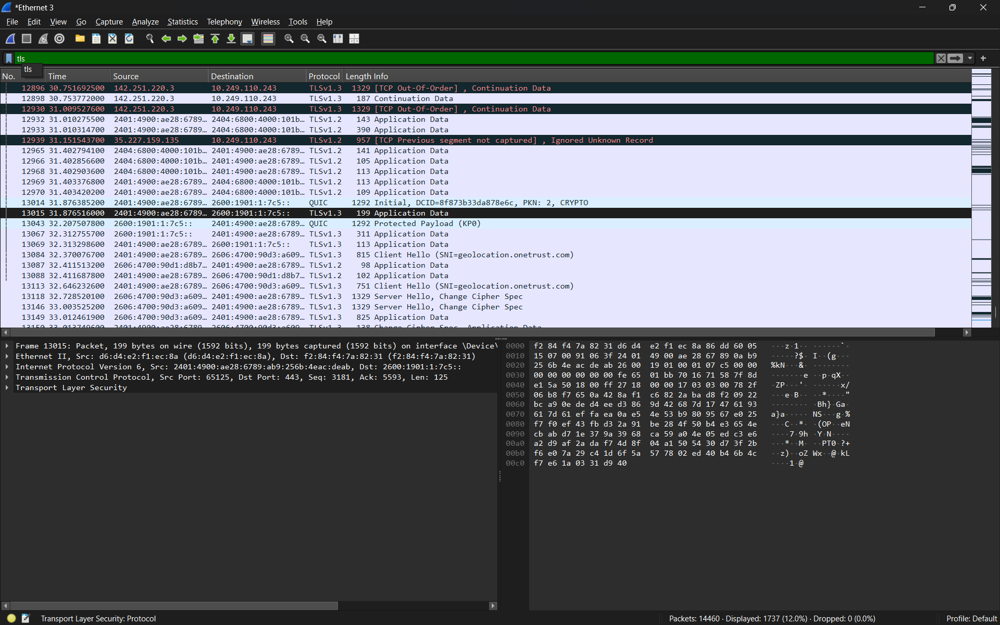 *Ethernet 3
File Edit View Go Capture Analyze Statistics Telephony Wireless Tools Help
tls
tls
No. Time Source Destination Protocol Length Info
12896 30.751692500 142.251.220.3 10.249.110.243 TLSv1.3 1329 [TCP Out-Of-Order] , Continuation Data
12898 30.753772000 142.251.220.3 10.249.110.243 TLSv1.3 187 Continuation Data
12930 31.009527600 142.251.220.3 10.249.110.243 TLSv1.3 1329 [TCP Out-Of-Order] , Continuation Data
12932 31.010275500 2401:4900:ae28:6789… 2404:6800:4000:101b… TLSv1.2 143 Application Data
12933 31.010314700 2401:4900:ae28:6789… 2404:6800:4000:101b… TLSv1.2 390 Application Data
12939 31.151543700 35.227.159.135 10.249.110.243 TLSv1.2 957 [TCP Previous segment not captured] , Ignored Unknown Record
12965 31.402794100 2404:6800:4000:101b… 2401:4900:ae28:6789… TLSv1.2 141 Application Data
12966 31.402856600 2404:6800:4000:101b… 2401:4900:ae28:6789… TLSv1.2 105 Application Data
12968 31.402903600 2404:6800:4000:101b… 2401:4900:ae28:6789… TLSv1.2 113 Application Data
12969 31.403376800 2401:4900:ae28:6789… 2404:6800:4000:101b… TLSv1.2 113 Application Data
12970 31.403420200 2401:4900:ae28:6789… 2404:6800:4000:101b… TLSv1.2 109 Application Data
13014 31.876385200 2401:4900:ae28:6789… 2600:1901:1:7c5:: QUIC 1292 Initial, DCID=8f873b33da878e6c, PKN: 2, CRYPTO
13015 31.876516000 2401:4900:ae28:6789… 2600:1901:1:7c5:: TLSv1.3 199 Application Data
13043 32.207507800 2600:1901:1:7c5:: 2401:4900:ae28:6789… QUIC 1292 Protected Payload (KP0)
13067 32.312755700 2600:1901:1:7c5:: 2401:4900:ae28:6789… TLSv1.3 311 Application Data
13069 32.313298600 2401:4900:ae28:6789… 2600:1901:1:7c5:: TLSv1.3 113 Application Data
13084 32.370076700 2401:4900:ae28:6789… 2606:4700:90d3:a609… TLSv1.3 815 Client Hello (SNI=geolocation.onetrust.com)
13087 32.411513200 2606:4700:90d1:d8b7… 2401:4900:ae28:6789… TLSv1.2 98 Application Data
13088 32.411687800 2401:4900:ae28:6789… 2606:4700:90d1:d8b7… TLSv1.2 102 Application Data
13113 32.646232600 2401:4900:ae28:6789… 2606:4700:90d3:a609… TLSv1.3 751 Client Hello (SNI=geolocation.onetrust.com)
13118 32.728520100 2606:4700:90d3:a609… 2401:4900:ae28:6789… TLSv1.3 1329 Server Hello, Change Cipher Spec
13146 33.003525200 2606:4700:90d3:a609… 2401:4900:ae28:6789… TLSv1.3 1329 Server Hello, Change Cipher Spec
13149 33.012461900 2606:4700:90d3:a609… 2401:4900:ae28:6789… TLSv1.3 825 Application Data
13150 33.013749600 2401:4900:ae28:6789… 2606:4700:90d3:a609… TLSv1.3 138 Change Cipher Spec, Application Data
Frame 13015: Packet, 199 bytes on wire (1592 bits), 199 bytes captured (1592 bits) on interface \Device\
Ethernet II, Src: d6:d4:e2:f1:ec:8a (d6:d4:e2:f1:ec:8a), Dst: f2:84:f4:7a:82:31 (f2:84:f4:7a:82:31)
Internet Protocol Version 6, Src: 2401:4900:ae28:6789:ab9:256b:4eac:deab, Dst: 2600:1901:1:7c5::
Transmission Control Protocol, Src Port: 65125, Dst Port: 443, Seq: 3181, Ack: 5593, Len: 125
Transport Layer Security
0000 f2 84 f4 7a 82 31 d6 d4 e2 f1 ec 8a 86 dd 60 05 ···z·1·· ······`·
0010 15 07 00 91 06 3f 24 01 49 00 ae 28 67 89 0a b9 ·····?$· I··(g···
0020 25 6b 4e ac de ab 26 00 19 01 00 01 07 c5 00 00 %kN···&· ········
0030 00 00 00 00 00 00 fe 65 01 bb 70 16 71 58 7f 8d ·······e ··p·qX··
0040 e1 5a 50 18 00 ff 27 18 00 00 17 03 03 00 78 2f ·ZP···'· ······x/
0050 06 b8 f7 65 0a 42 8a f1 c6 82 2a ba d8 f2 09 22 ···e·B·· ··*····"
0060 bc a9 0e de d4 ee d3 86 9d 42 68 7d 17 47 61 93 ········ ·Bh}·Ga·
0070 61 7d 61 ef fa ea 0a e5 4e 53 b9 80 95 67 e0 25 a}a····· NS···g·%
0080 f7 f0 ef 43 fb d3 2a 91 be 28 4f 50 b4 e3 65 4e ···C··*· ·(OP··eN
0090 cb ab d7 1e 37 9a 39 68 ca 59 a0 4e 05 ed c3 e6 ····7·9h ·Y·N····
00a0 a2 d9 af 2a da f7 4d 8f 04 a1 50 54 30 d7 3f 2b ···*··M· ··PT0·?+
00b0 f6 e0 7a 29 c4 1d 6f 5a 57 78 02 ed 40 b4 6b 4c ··z)··oZ Wx··@·kL
00c0 f7 e6 1a 03 31 d9 40 ····1·@
Transport Layer Security: Protocol
Packets: 14460 · Displayed: 1737 (12.0%) · Dropped: 0 (0.0%)
Profile: Default